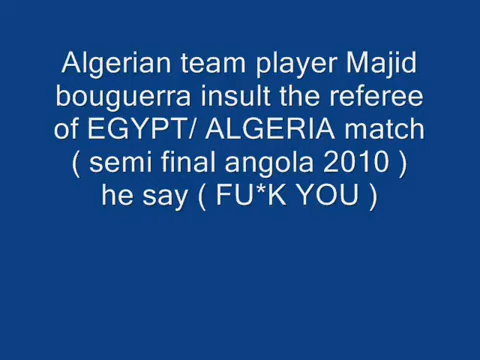 Algerian team player Majid
bouguerra insult the referee
of EGYPT/ ALGERIA match
( semi final angola 2010 )
he say ( FU*K YOU )